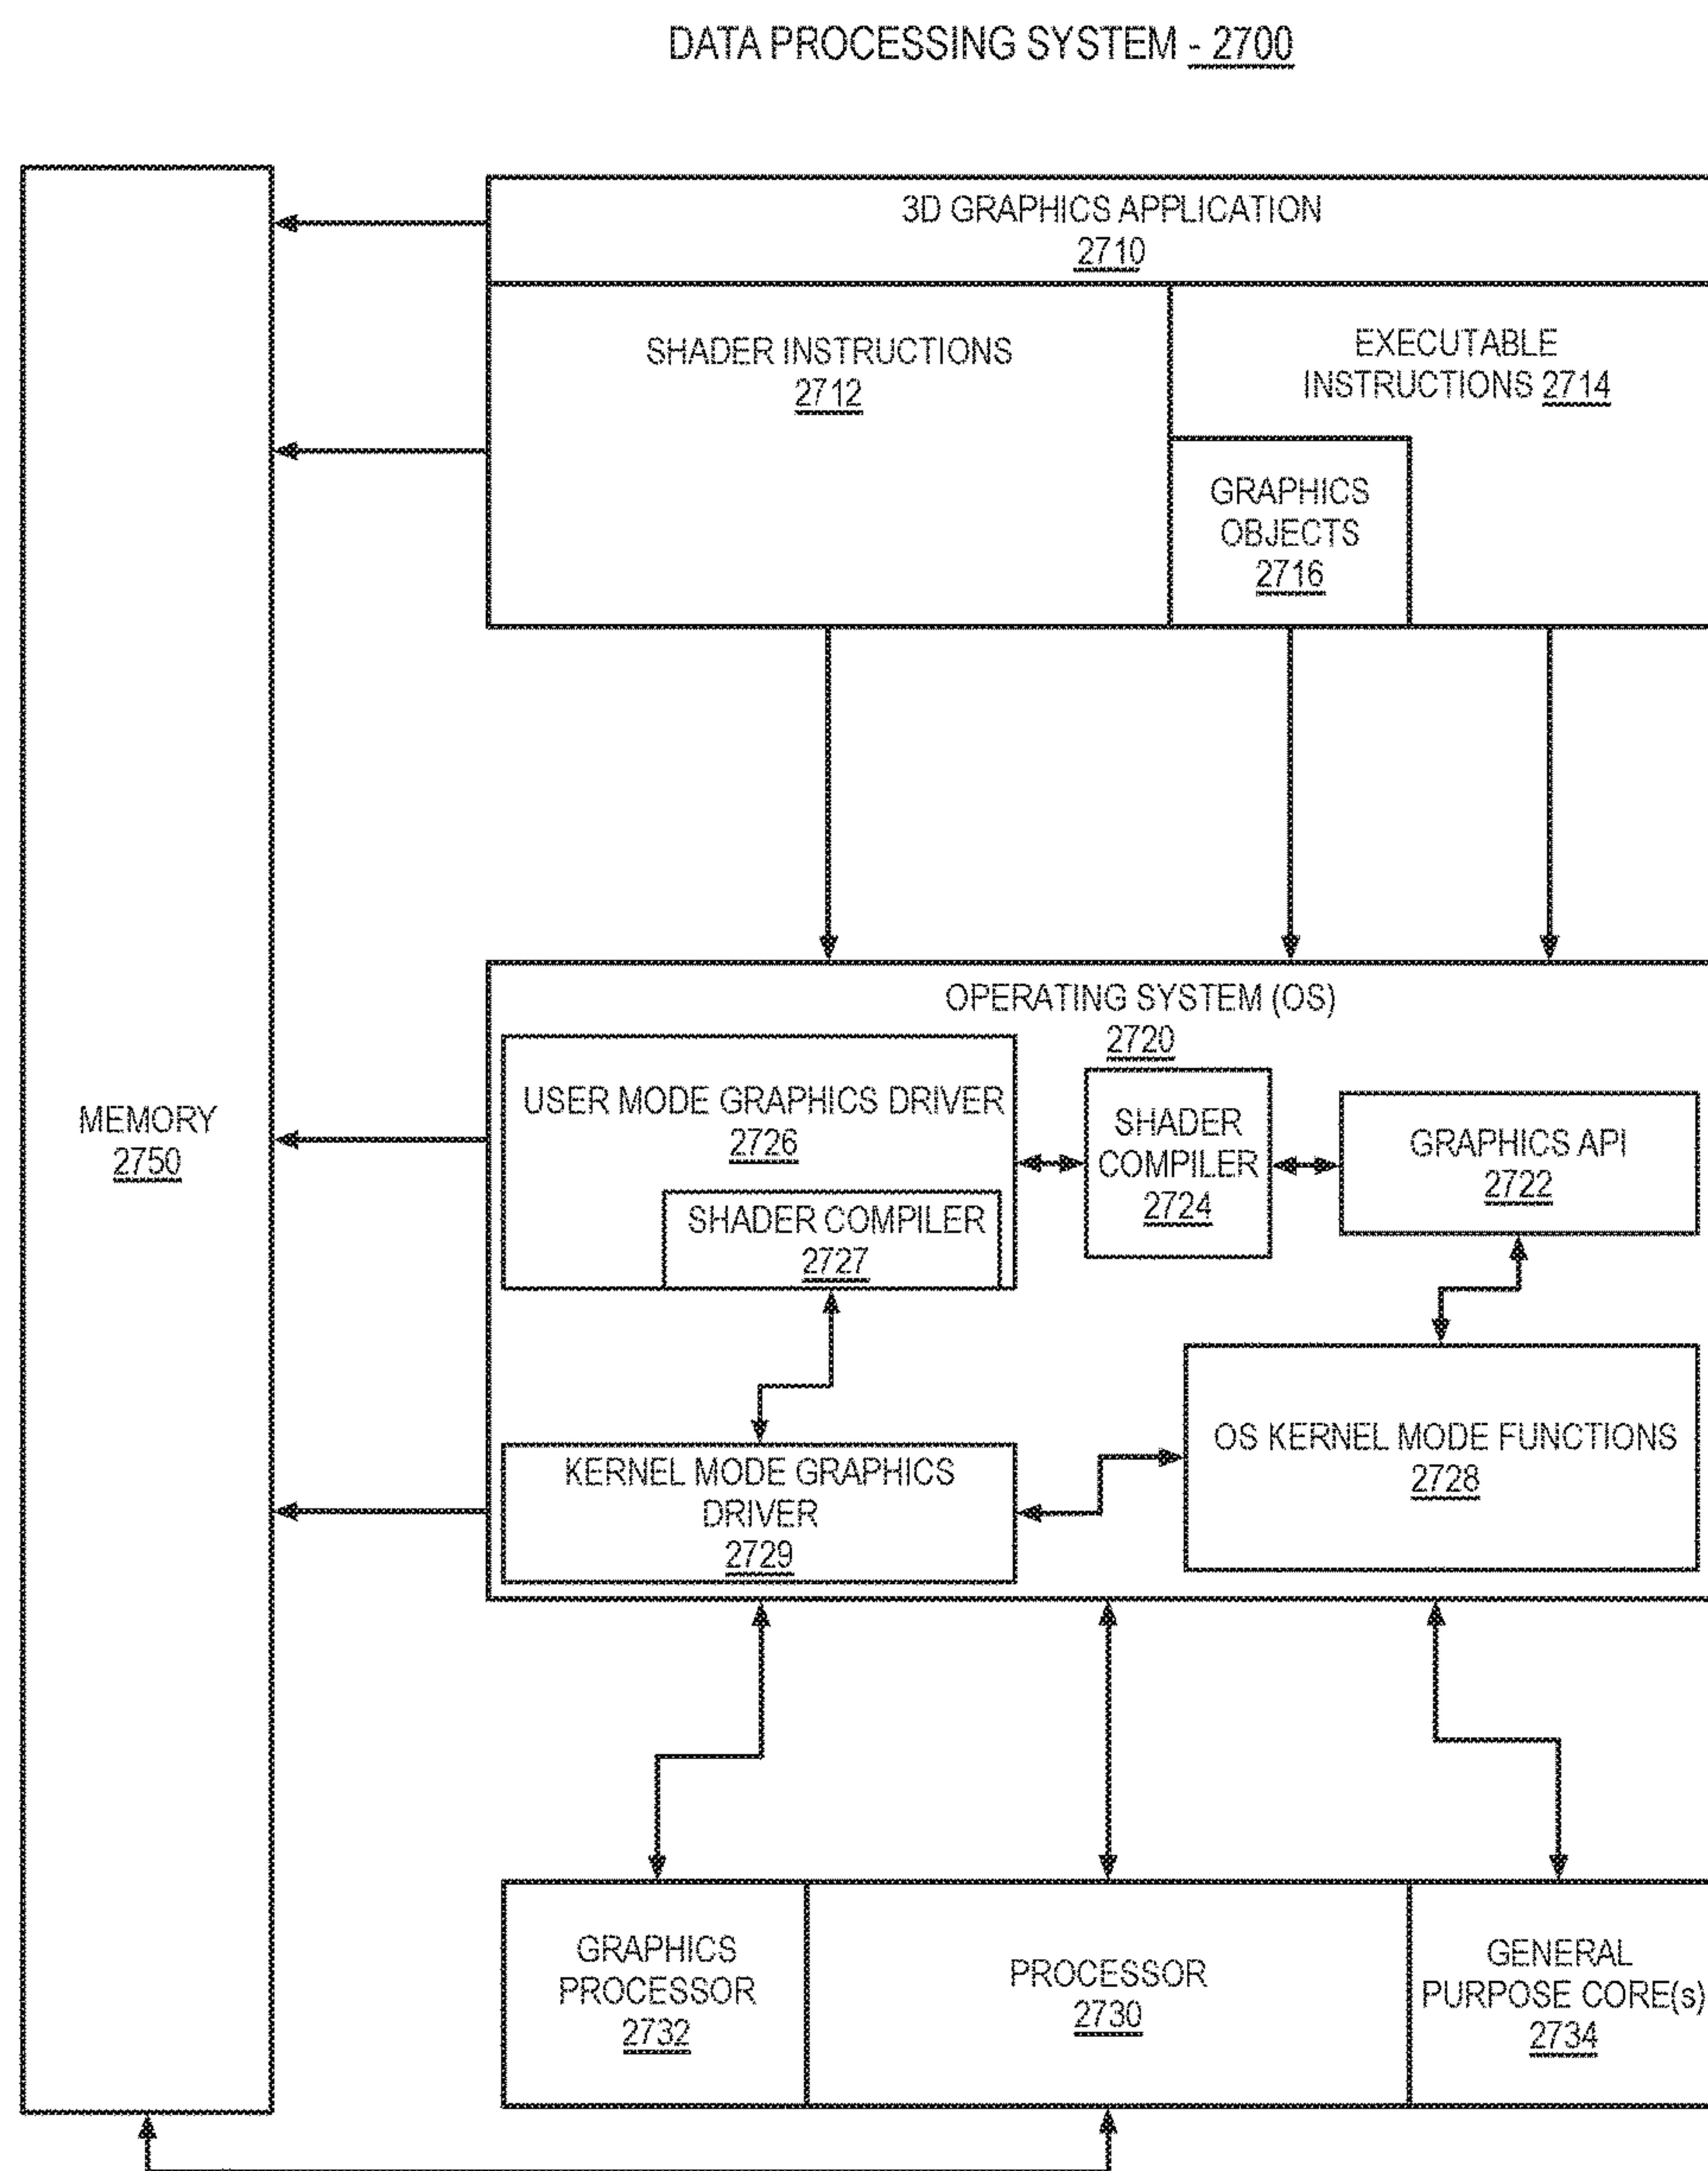 DATA PROCESSING SYSTEM - 2700
3D GRAPHICS APPLICATION
2710
SHADER INSTRUCTIONS
2712
EXECUTABLE
INSTRUCTIONS 2714
GRAPHICS
OBJECTS
2716
MEMORY
2750
OPERATING SYSTEM (OS)
2720
USER MODE GRAPHICS DRIVER
2726
SHADER COMPILER
2727
SHADER
COMPILER
2724
GRAPHICS API
2722
KERNEL MODE GRAPHICS
DRIVER
2729
OS KERNEL MODE FUNCTIONS
2728
GRAPHICS
PROCESSOR
2732
PROCESSOR
2730
GENERAL
PURPOSE CORE(s)
2734